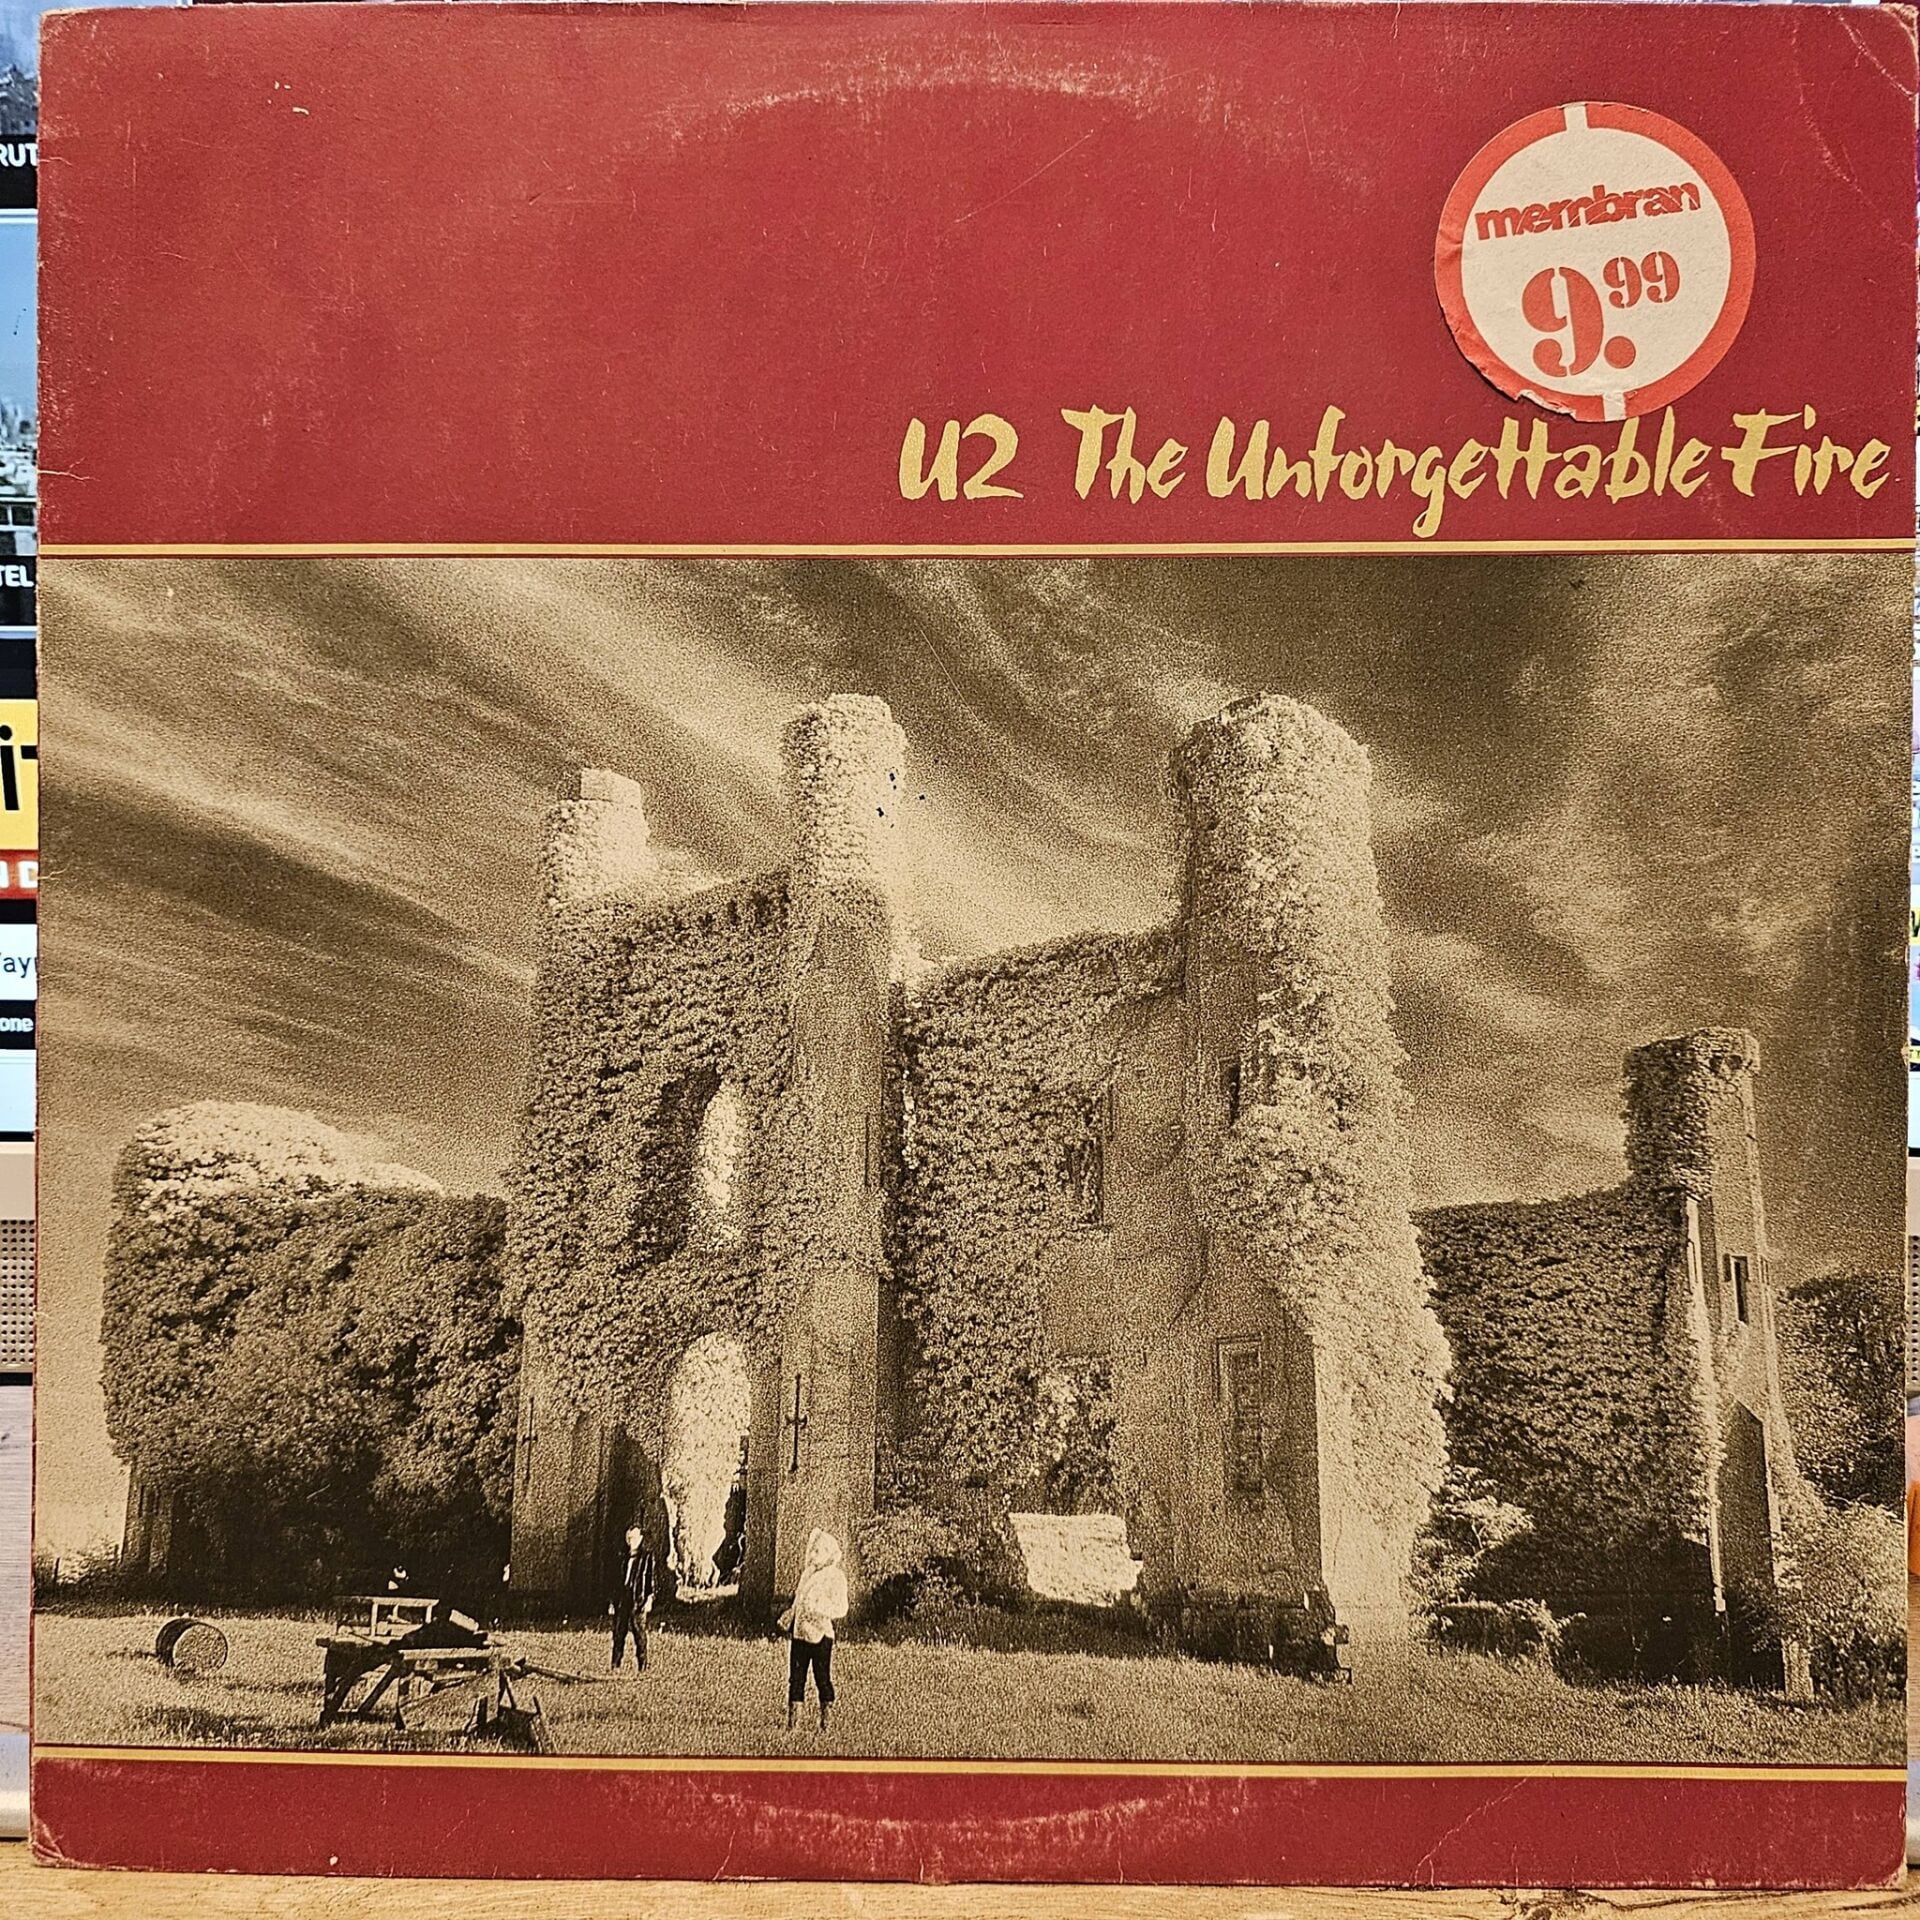 membran
9.99
U2 The Unforgettable Fire